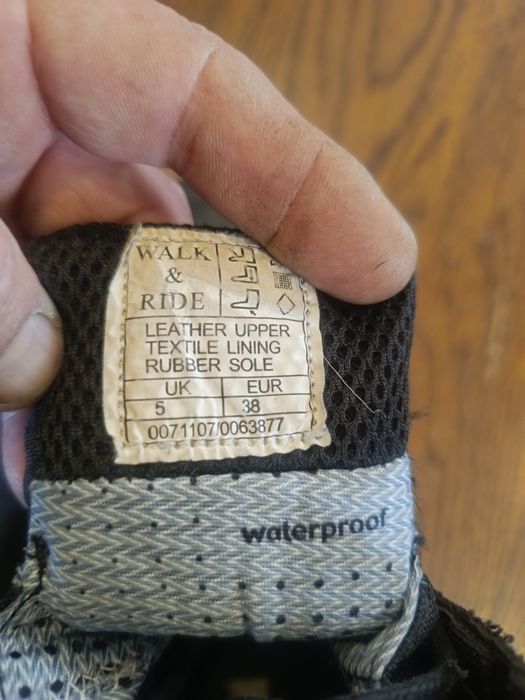 WALK
&
RIDE
LEATHER UPPER
TEXTILE LINING
RUBBER SOLE
UK EUR
5 38
0071107/0063877
waterproof